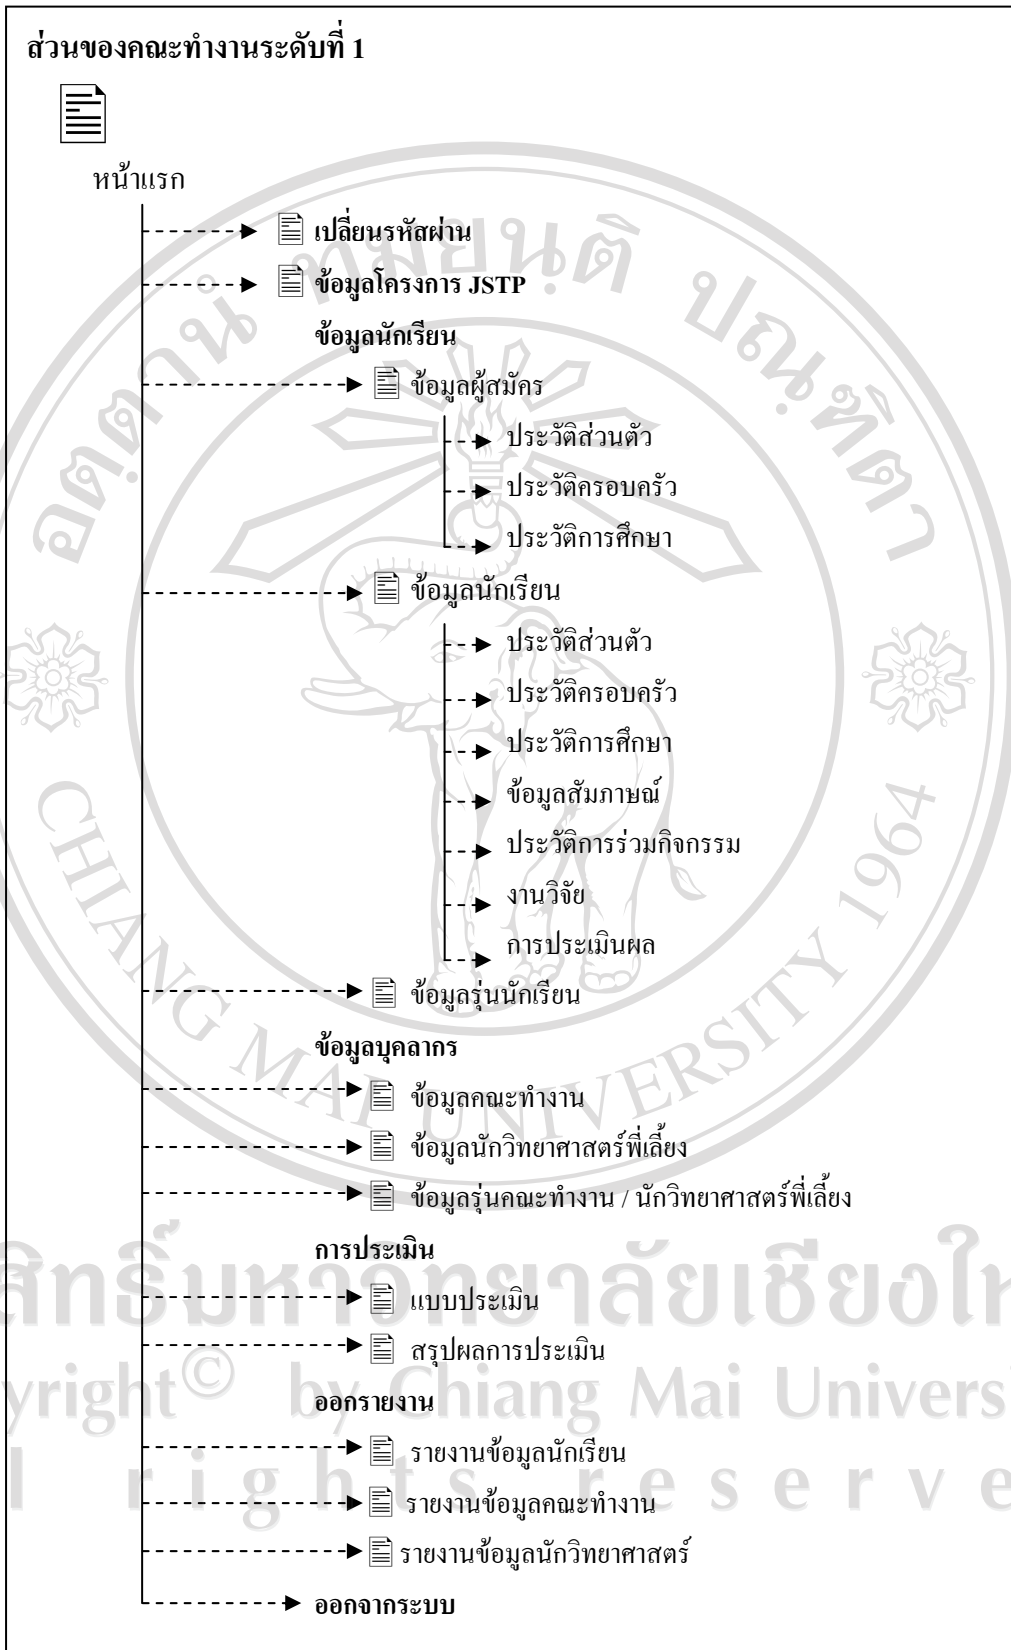 ส่วนของคณะทำงานระดับที่ 1
หน้าแรก
เปลี่ยนรหัสผ่าน
ข้อมูลโครงการ JSTP
ข้อมูลนักเรียน
ข้อมูลผู้สมัคร
ประวัติส่วนตัว
ประวัติครอบครัว
ประวัติการศึกษา
ข้อมูลนักเรียน
ประวัติส่วนตัว
ประวัติครอบครัว
ประวัติการศึกษา
ข้อมูลสัมภาษณ์
ประวัติการร่วมกิจกรรม
งานวิจัย
การประเมินผล
ข้อมูลรุ่นนักเรียน
ข้อมูลบุคลากร
ข้อมูลคณะทำงาน
ข้อมูลนักวิทยาศาสตร์พี่เลี้ยง
ข้อมูลรุ่นคณะทำงาน / นักวิทยาศาสตร์พี่เลี้ยง
การประเมิน
แบบประเมิน
สรุปผลการประเมิน
ออกรายงาน
รายงานข้อมูลนักเรียน
รายงานข้อมูลคณะทำงาน
รายงานข้อมูลนักวิทยาศาสตร์
ออกจากระบบ
CHIANG MAI UNIVERSITY 1964
สิทธิ์มหาวิทยาลัยเชียงให
yright© by Chiang Mai Univers
l rights reserve